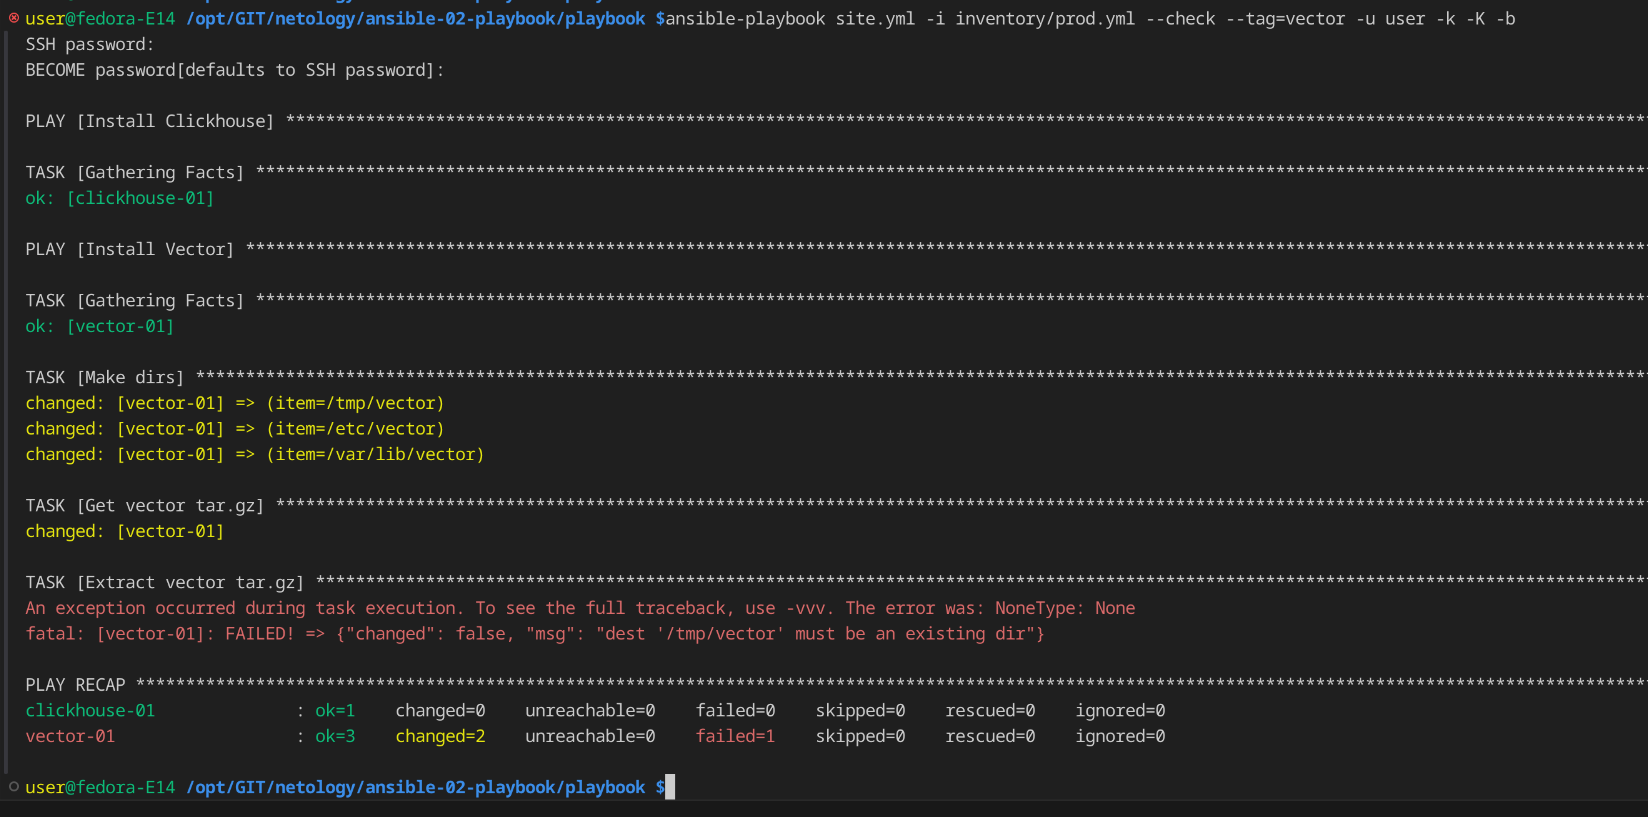 user@fedora-E14 /opt/GIT/netology/ansible-02-playbook/playbook $ansible-playbook site.yml -i inventory/prod.yml --check --tag=vector -u user -k -K -b
SSH password:
BECOME password[defaults to SSH password]:
PLAY [Install Clickhouse] ****************************************************************************************************************************************
TASK [Gathering Facts] *******************************************************************************************************************************************
ok: [clickhouse-01]
PLAY [Install Vector] ********************************************************************************************************************************************
TASK [Gathering Facts] *******************************************************************************************************************************************
ok: [vector-01]
TASK [Make dirs] *************************************************************************************************************************************************
changed: [vector-01] => (item=/tmp/vector)
changed: [vector-01] => (item=/etc/vector)
changed: [vector-01] => (item=/var/lib/vector)
TASK [Get vector tar.gz] *****************************************************************************************************************************************
changed: [vector-01]
TASK [Extract vector tar.gz] *************************************************************************************************************************************
An exception occurred during task execution. To see the full traceback, use -vvv. The error was: NoneType: None
fatal: [vector-01]: FAILED! => {"changed": false, "msg": "dest '/tmp/vector' must be an existing dir"}
PLAY RECAP *******************************************************************************************************************************************************
clickhouse-01 : ok=1 changed=0 unreachable=0 failed=0 skipped=0 rescued=0 ignored=0
vector-01 : ok=3 changed=2 unreachable=0 failed=1 skipped=0 rescued=0 ignored=0
user@fedora-E14 /opt/GIT/netology/ansible-02-playbook/playbook $